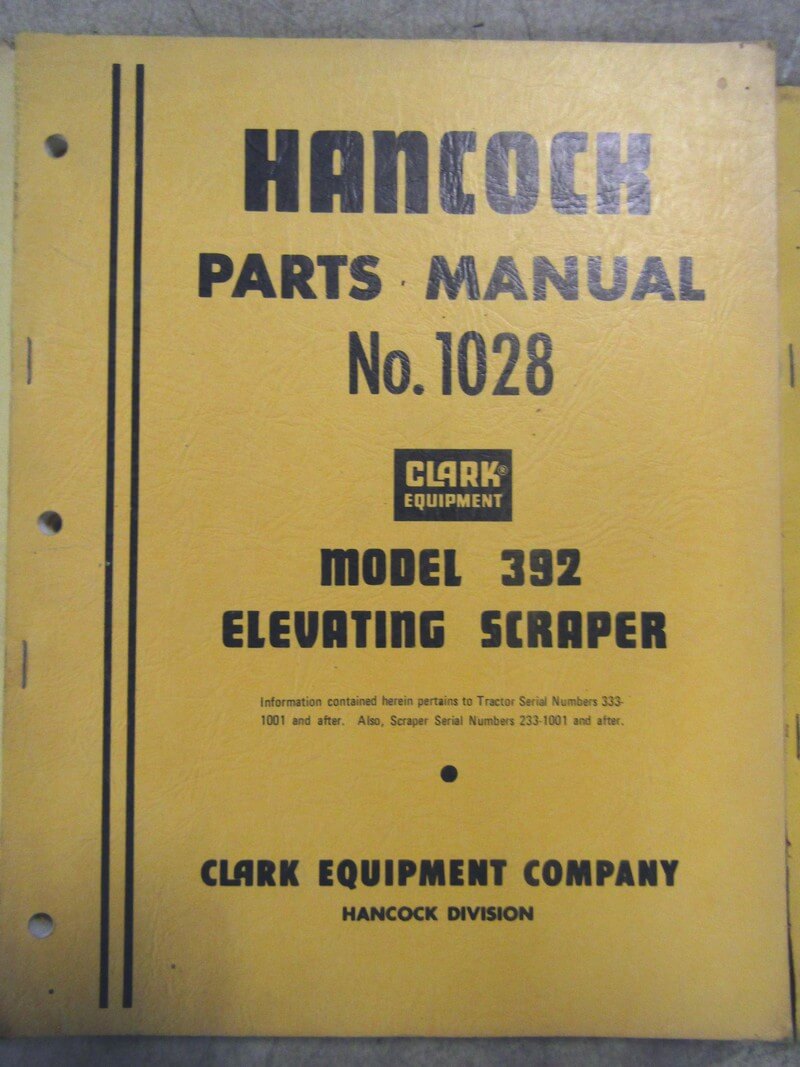 HANCOCK
PARTS MANUAL
No. 1028
CLARK®
EQUIPMENT
MODEL 392
ELEVATING SCRAPER
Information contained herein pertains to Tractor Serial Numbers 333-
1001 and after. Also, Scraper Serial Numbers 233-1001 and after.
CLARK EQUIPMENT COMPANY
HANCOCK DIVISION